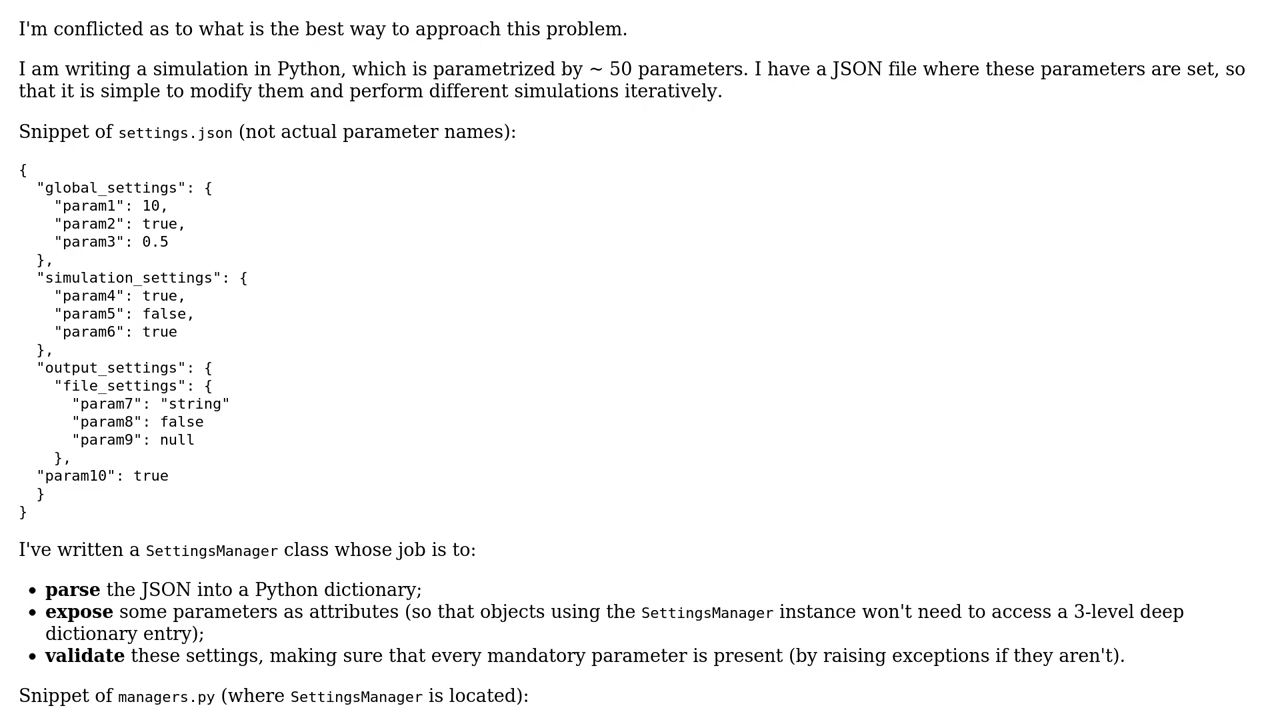 I'm conflicted as to what is the best way to approach this problem.
I am writing a simulation in Python, which is parametrized by ~ 50 parameters. I have a JSON file where these parameters are set, so
that it is simple to modify them and perform different simulations iteratively.
Snippet of settings.json (not actual parameter names):
{
  "global_settings": {
    "param1": 10,
    "param2": true,
    "param3": 0.5
  },
  "simulation_settings": {
    "param4": true,
    "param5": false,
    "param6": true
  },
  "output_settings": {
    "file_settings": {
      "param7": "string"
      "param8": false
      "param9": null
    },
  "param10": true
  }
}
I've written a SettingsManager class whose job is to:
• parse the JSON into a Python dictionary;
• expose some parameters as attributes (so that objects using the SettingsManager instance won't need to access a 3-level deep
dictionary entry);
• validate these settings, making sure that every mandatory parameter is present (by raising exceptions if they aren't).
Snippet of managers.py (where SettingsManager is located):